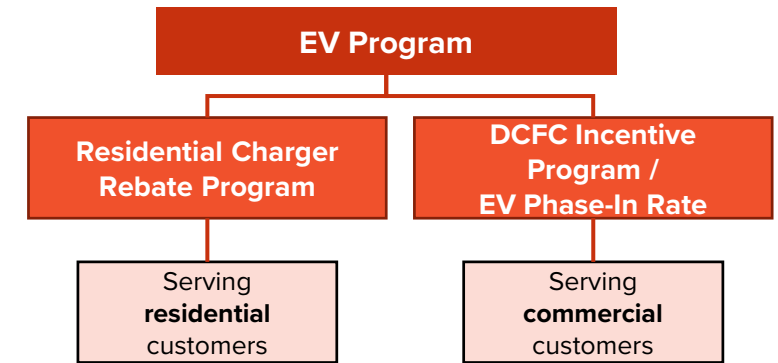 EV Program
Residential Charger
Rebate Program
DCFC Incentive
Program /
EV Phase-In Rate
Serving
residential
customers
Serving
commercial
customers